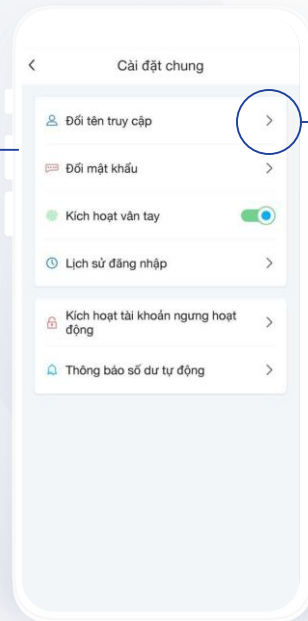 Cài đặt chung
Đổi tên truy cập
Đổi mật khẩu
Kích hoạt vân tay
Lịch sử đăng nhập
Kích hoạt tài khoản ngưng hoạt
động
Thông báo số dư tự động